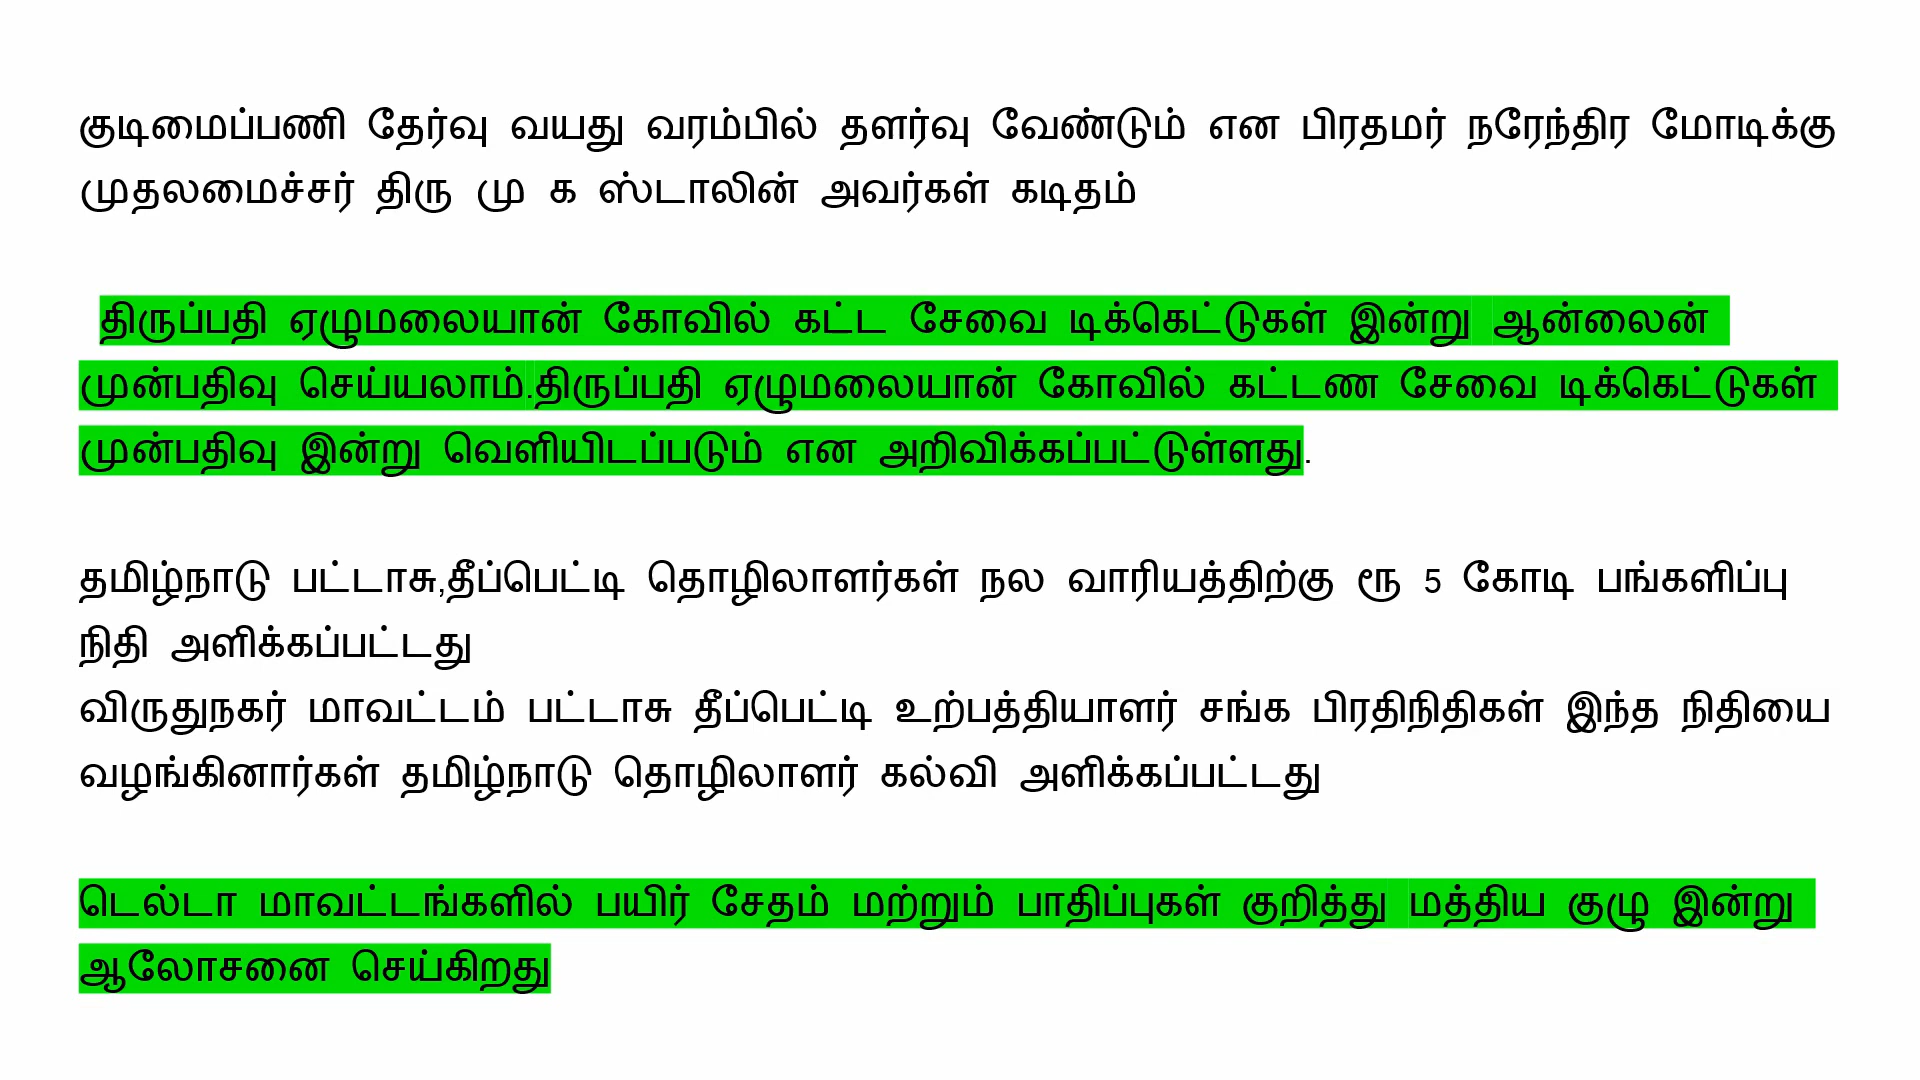 குடிமைப்பணி தேர்வு வயது வரம்பில் தளர்வு வேண்டும் என பிரதமர் நரேந்திர மோடிக்கு
முதலமைச்சர் திரு மு க ஸ்டாலின் அவர்கள் கடிதம்
திருப்பதி ஏழுமலையான் கோவில் கட்ட சேவை டிக்கெட்டுகள் இன்று ஆன்லைன்
முன்பதிவு செய்யலாம்.திருப்பதி ஏழுமலையான் கோவில் கட்டண சேவை டிக்கெட்டுகள்
முன்பதிவு இன்று வெளியிடப்படும் என அறிவிக்கப்பட்டுள்ளது.
தமிழ்நாடு பட்டாசு,தீப்பெட்டி தொழிலாளர்கள் நல வாரியத்திற்கு ரூ 5 கோடி பங்களிப்பு
நிதி அளிக்கப்பட்டது
விருதுநகர் மாவட்டம் பட்டாசு தீப்பெட்டி உற்பத்தியாளர் சங்க பிரதிநிதிகள் இந்த நிதியை
வழங்கினார்கள் தமிழ்நாடு தொழிலாளர் கல்வி அளிக்கப்பட்டது
டெல்டா மாவட்டங்களில் பயிர் சேதம் மற்றும் பாதிப்புகள் குறித்து மத்திய குழு இன்று
ஆலோசனை செய்கிறது